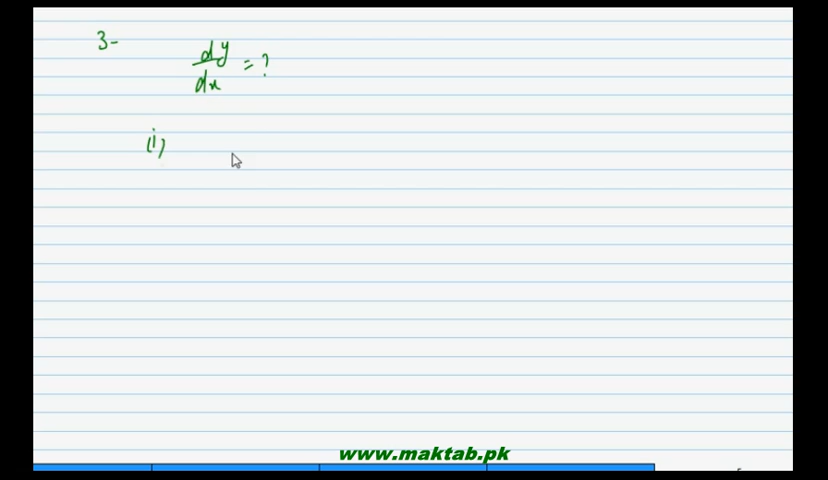 3-
dy/dx = ?
(i)
www.maktab.pk